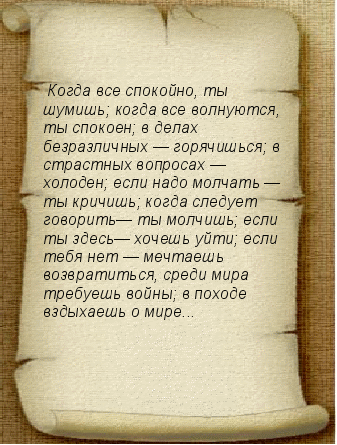 Когда все спокойно, ты
шумишь; когда все волнуются,
ты спокоен; в делах
безразличных — горячишься; в
страстных вопросах —
холоден; если надо молчать —
ты кричишь; когда следует
говорить— ты молчишь; если
ты здесь— хочешь уйти; если
тебя нет — мечтаешь
возвратиться, среди мира
требуешь войны; в походе
вздыхаешь о мире...